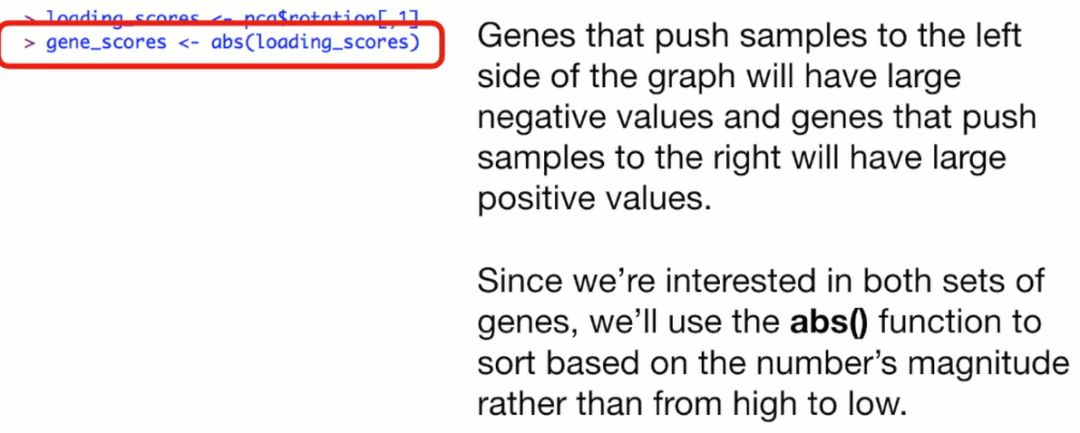 > loading_scores <- pca$rotation[,1]
> gene_scores <- abs(loading_scores)
Genes that push samples to the left
side of the graph will have large
negative values and genes that push
samples to the right will have large
positive values.
Since we’re interested in both sets of
genes, we’ll use the abs() function to
sort based on the number’s magnitude
rather than from high to low.